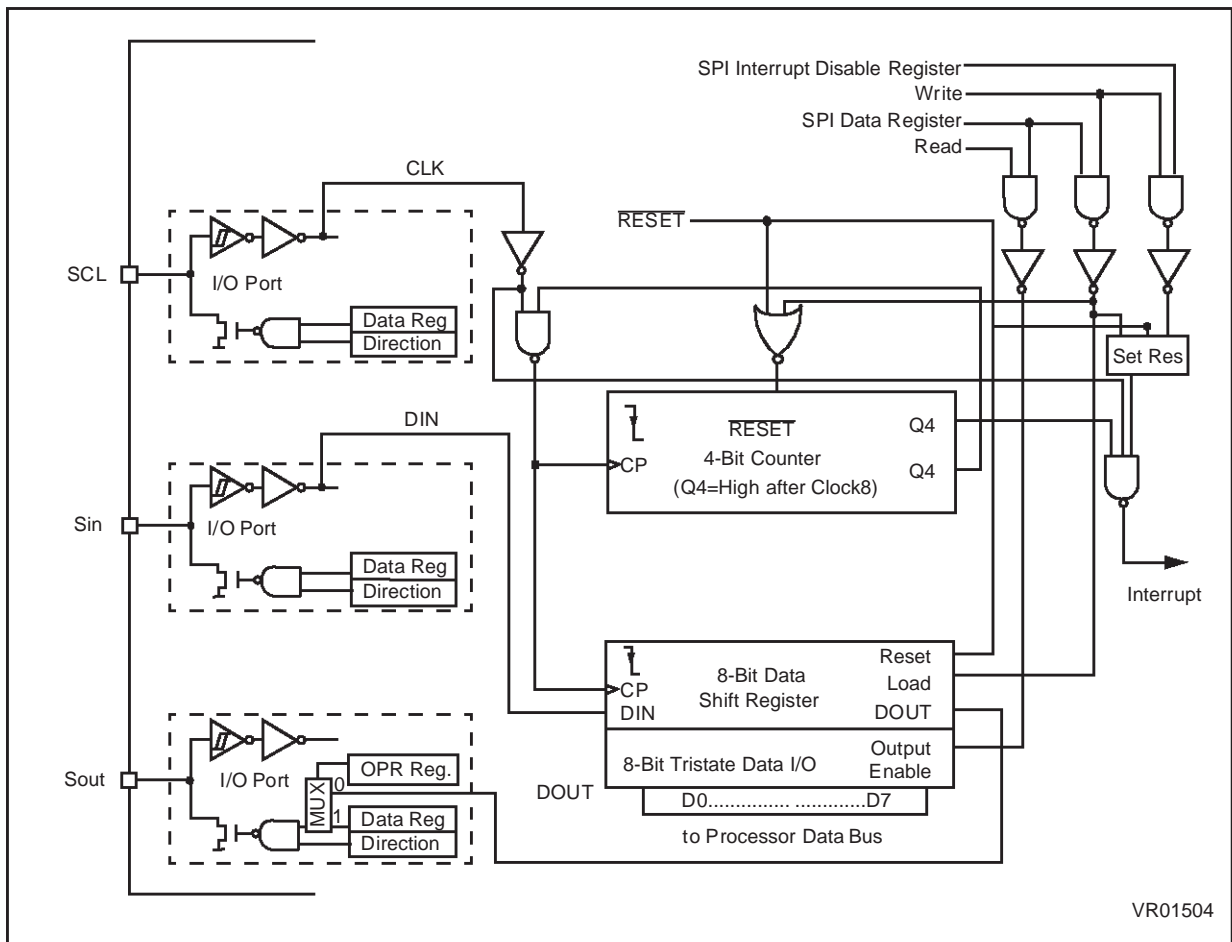 SPI Interrupt Disable Register
Write
SPI Data Register
Read
CLK
RESET
SCL
I/O Port
Data Reg
Direction
Set Res
DIN
RESET
Q4
CP
4-Bit Counter
Q4
(Q4=High after Clock8)
Sin
I/O Port
Data Reg
Direction
Interrupt
Reset
8-Bit Data
Load
CP
Shift Register
DIN
DOUT
Sout
I/O Port
OPR Reg.
MUX
0
1
Data Reg
Direction
Output
8-Bit Tristate Data I/O
Enable
DOUT
D0............... .............D7
to Processor Data Bus
VR01504